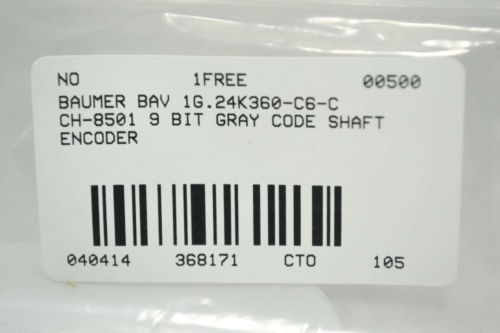 NO 1FREE 00500
BAUMER BAV 1G.24K360-C6-C
CH-8501 9 BIT GRAY CODE SHAFT
ENCODER
040414 368171 CTO 105